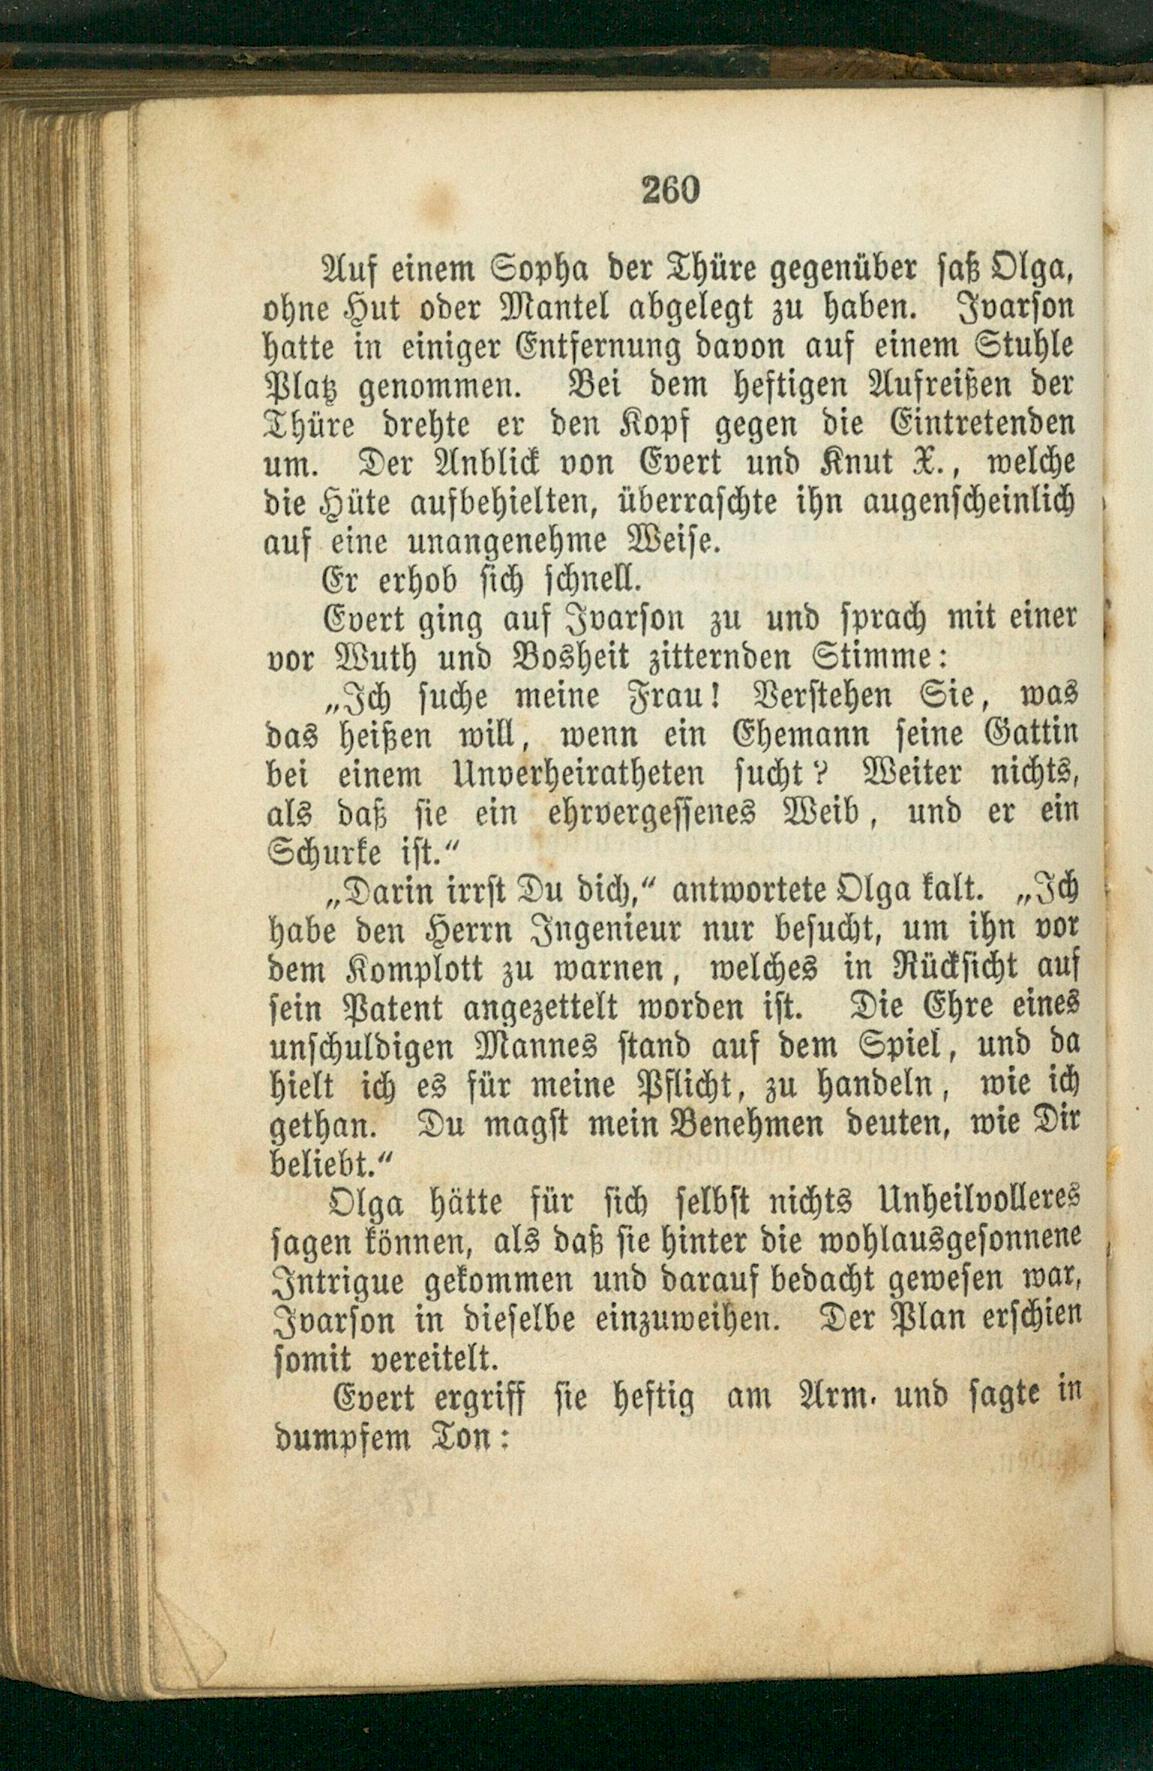 260
Auf einem Sopha der Thüre gegenüber saß Olga,
ohne Hut oder Mantel abgelegt zu haben. Ivarson
hatte in einiger Entfernung davon auf einem Stuhle
Platz genommen. Bei dem heftigen Aufreißen der
Thüre drehte er den Kopf gegen die Eintretenden
um. Der Anblick von Evert und Knut X., welche
die Hüte aufbehielten, überraschte ihn augenscheinlich
auf eine unangenehme Weise.
Er erhob sich schnell.
Evert ging auf Ivarson zu und sprach mit einer
vor Wuth und Bosheit zitternden Stimme:
„Ich suche meine Frau! Verstehen Sie, was
das heißen will, wenn ein Ehemann seine Gattin
bei einem Unverheiratheten sucht? Weiter nichts,
als daß sie ein ehrvergessenes Weib, und er ein
Schurke ist.“
„Darin irrst Du dich,“ antwortete Olga kalt. „Ich
habe den Herrn Ingenieur nur besucht, um ihn vor
dem Komplott zu warnen, welches in Rücksicht auf
sein Patent angezettelt worden ist. Die Ehre eines
unschuldigen Mannes stand auf dem Spiel, und da
hielt ich es für meine Pflicht, zu handeln, wie ich
gethan. Du magst mein Benehmen deuten, wie Dir
beliebt.“
Olga hätte für sich selbst nichts Unheilvolleres
sagen können, als daß sie hinter die wohlausgesonnene
Intrigue gekommen und darauf bedacht gewesen war,
Ivarson in dieselbe einzuweihen. Der Plan erschien
somit vereitelt.
Evert ergriff sie heftig am Arm. und sagte in
dumpfem Ton: